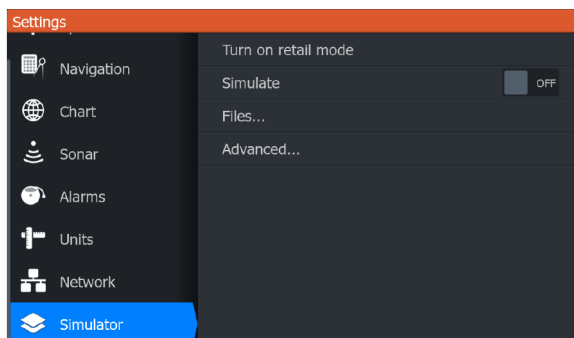 Settings
Navigation
Chart
Sonar
Alarms
Units
Network
Simulator
Turn on retail mode
Simulate
OFF
Files...
Advanced...